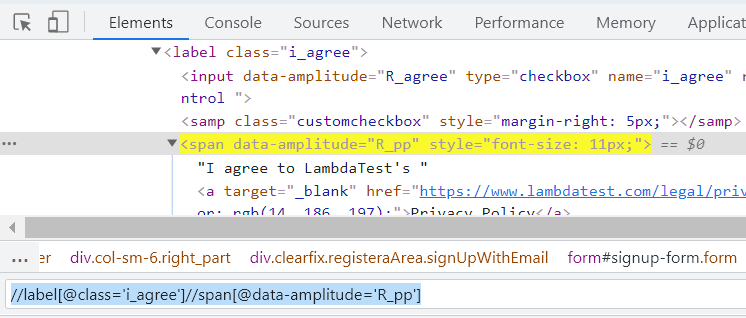 Elements Console Sources Network Performance Memory Applicat
<label class="i_agree">
<input data-amplitude="R_agree" type="checkbox" name="i_agree" r
ntrol ">
<samp class="customcheckbox" style="margin-right: 5px;"></samp>
... <span data-amplitude="R_pp" style="font-size: 11px;"> == $0
"I agree to LambdaTest's "
<a target="_blank" href="https://www.lambdatest.com/legal/priv
or: rgb(14, 186, 197);">Privacy Policy</a>
... er div.col-sm-6.right_part div.clearfix.registeraArea.signUpWithEmail form#signup-form.form
//label[@class='i_agree']//span[@data-amplitude='R_pp']